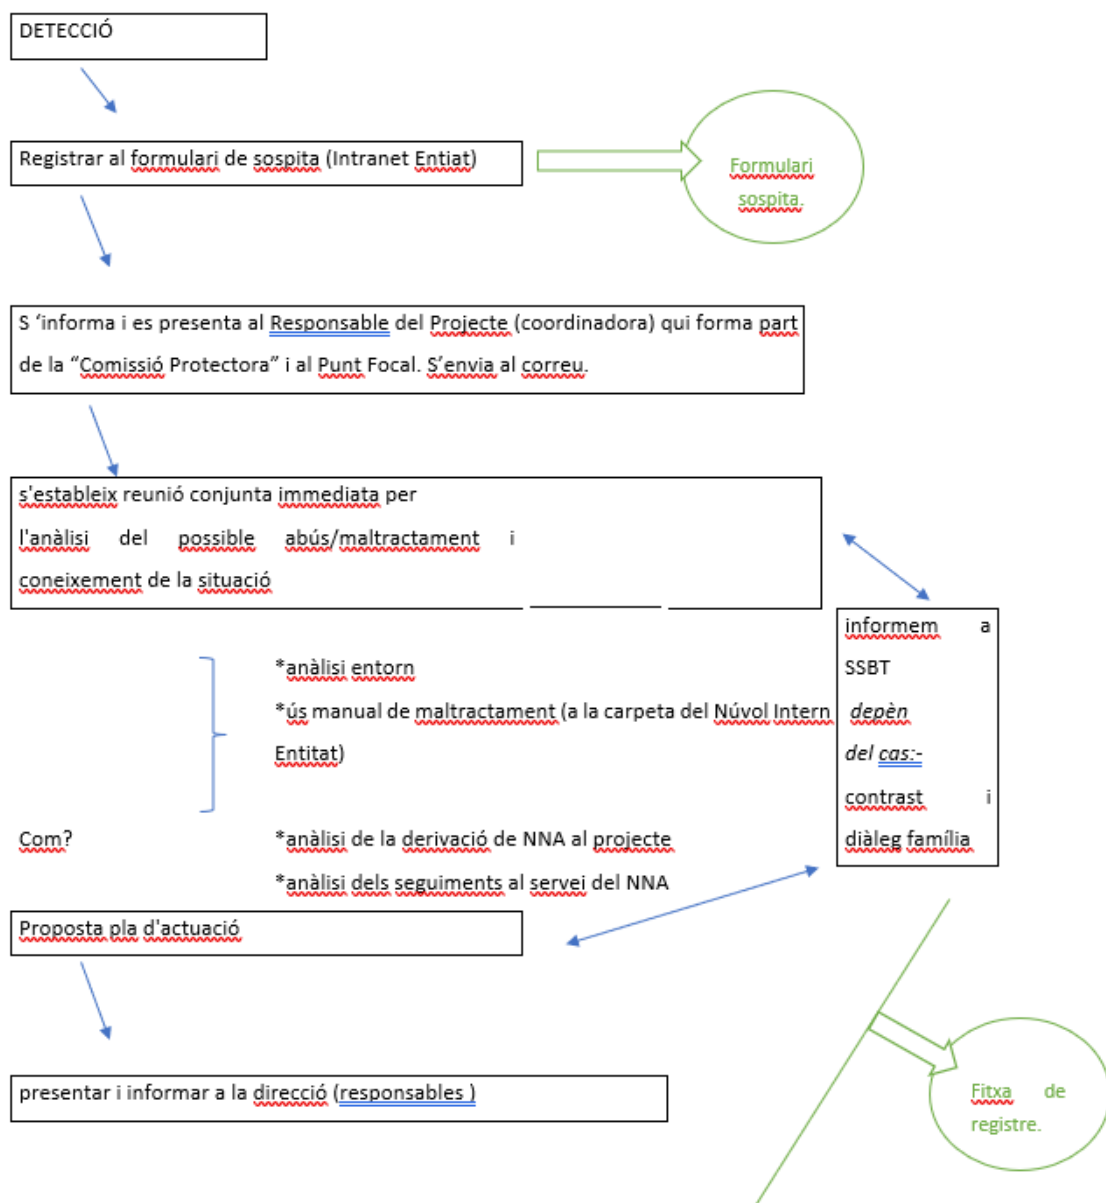 DETECCIÓ
Registrar al formulari de sospita (Intranet Entiat)
Formulari
sospita.
S ‘informa i es presenta al Responsable del Projecte (coordinadora) qui forma part
de la “Comissió Protectora” i al Punt Focal. S’envia al correu.
s'estableix reunió conjunta immediata per
l'anàlisi del possible abús/maltractament i
coneixement de la situació
informem a
SSBT
depèn
del cas:-
contrast i
diàleg família
*anàlisi entorn
*ús manual de maltractament (a la carpeta del Núvol Intern
Entitat)
Com?
*anàlisi de la derivació de NNA al projecte
*anàlisi dels seguiments al servei del NNA
Proposta pla d'actuació
presentar i informar a la direcció (responsables )
Fitxa de
registre.